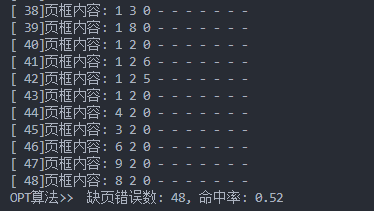 [ 38]页框内容: 1 3 0 - - - - - - -
[ 39]页框内容: 1 8 0 - - - - - - -
[ 40]页框内容: 1 2 0 - - - - - - -
[ 41]页框内容: 1 2 6 - - - - - - -
[ 42]页框内容: 1 2 5 - - - - - - -
[ 43]页框内容: 1 2 0 - - - - - - -
[ 44]页框内容: 4 2 0 - - - - - - -
[ 45]页框内容: 3 2 0 - - - - - - -
[ 46]页框内容: 6 2 0 - - - - - - -
[ 47]页框内容: 9 2 0 - - - - - - -
[ 48]页框内容: 8 2 0 - - - - - - -
OPT算法>> 缺页错误数: 48, 命中率: 0.52